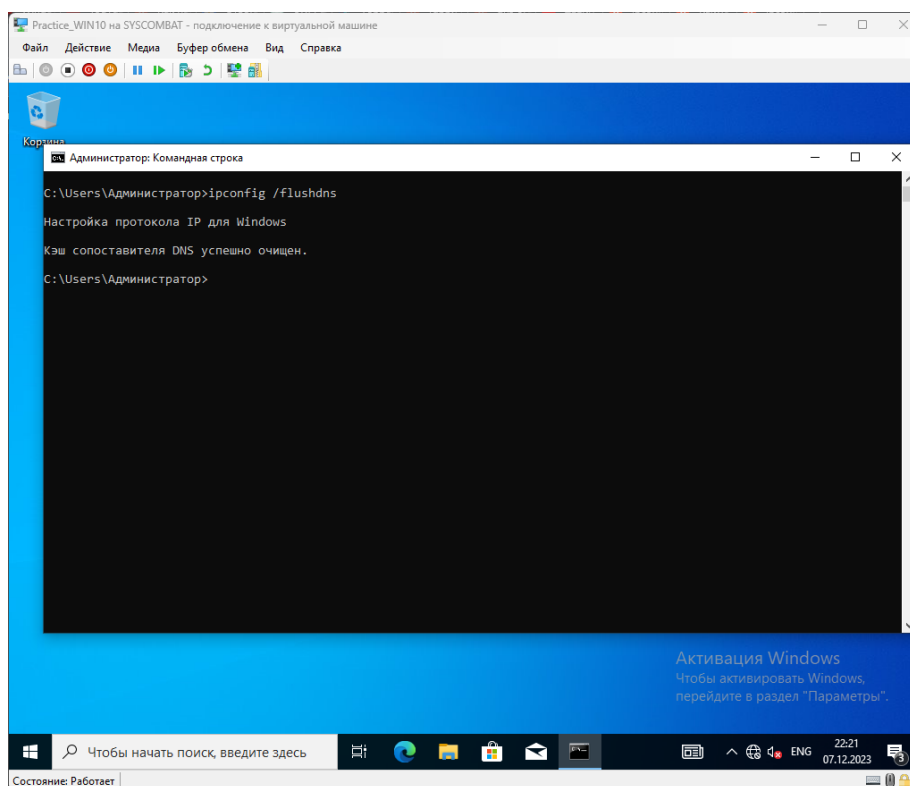 Practice_WIN10 на SYSCOMBAT - подключение к виртуальной машине
Файл Действие Медиа Буфер обмена Вид Справка
Корзина
Администратор: Командная строка
C:\Users\Администратор>ipconfig /flushdns
Настройка протокола IP для Windows
Кэш сопоставителя DNS успешно очищен.
C:\Users\Администратор>
Активация Windows
Чтобы активировать Windows,
перейдите в раздел "Параметры".
Чтобы начать поиск, введите здесь
ENG
22:21
07.12.2023
3
Состояние: Работает